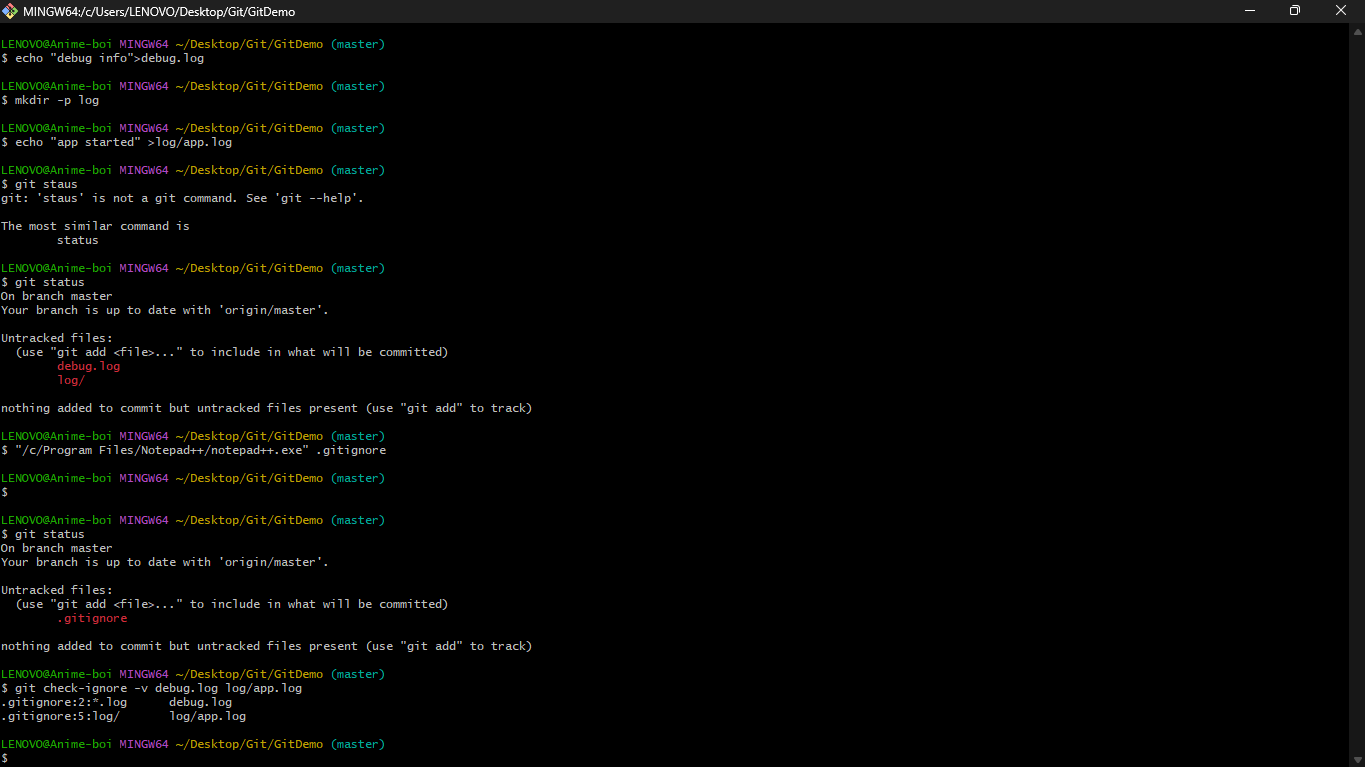 MINGW64:/c/Users/LENOVO/Desktop/Git/GitDemo
LENOVO@Anime-boi MINGW64 ~/Desktop/Git/GitDemo (master)
$ echo "debug info">debug.log
LENOVO@Anime-boi MINGW64 ~/Desktop/Git/GitDemo (master)
$ mkdir -p log
LENOVO@Anime-boi MINGW64 ~/Desktop/Git/GitDemo (master)
$ echo "app started" >log/app.log
LENOVO@Anime-boi MINGW64 ~/Desktop/Git/GitDemo (master)
$ git staus
git: 'staus' is not a git command. See 'git --help'.
The most similar command is
status
LENOVO@Anime-boi MINGW64 ~/Desktop/Git/GitDemo (master)
$ git status
On branch master
Your branch is up to date with 'origin/master'.
Untracked files:
(use "git add <file>..." to include in what will be committed)
debug.log
log/
nothing added to commit but untracked files present (use "git add" to track)
LENOVO@Anime-boi MINGW64 ~/Desktop/Git/GitDemo (master)
$ "/c/Program Files/Notepad++/notepad++.exe" .gitignore
LENOVO@Anime-boi MINGW64 ~/Desktop/Git/GitDemo (master)
$
LENOVO@Anime-boi MINGW64 ~/Desktop/Git/GitDemo (master)
$ git status
On branch master
Your branch is up to date with 'origin/master'.
Untracked files:
(use "git add <file>..." to include in what will be committed)
.gitignore
nothing added to commit but untracked files present (use "git add" to track)
LENOVO@Anime-boi MINGW64 ~/Desktop/Git/GitDemo (master)
$ git check-ignore -v debug.log log/app.log
.gitignore:2:*.log      debug.log
.gitignore:5:log/       log/app.log
LENOVO@Anime-boi MINGW64 ~/Desktop/Git/GitDemo (master)
$